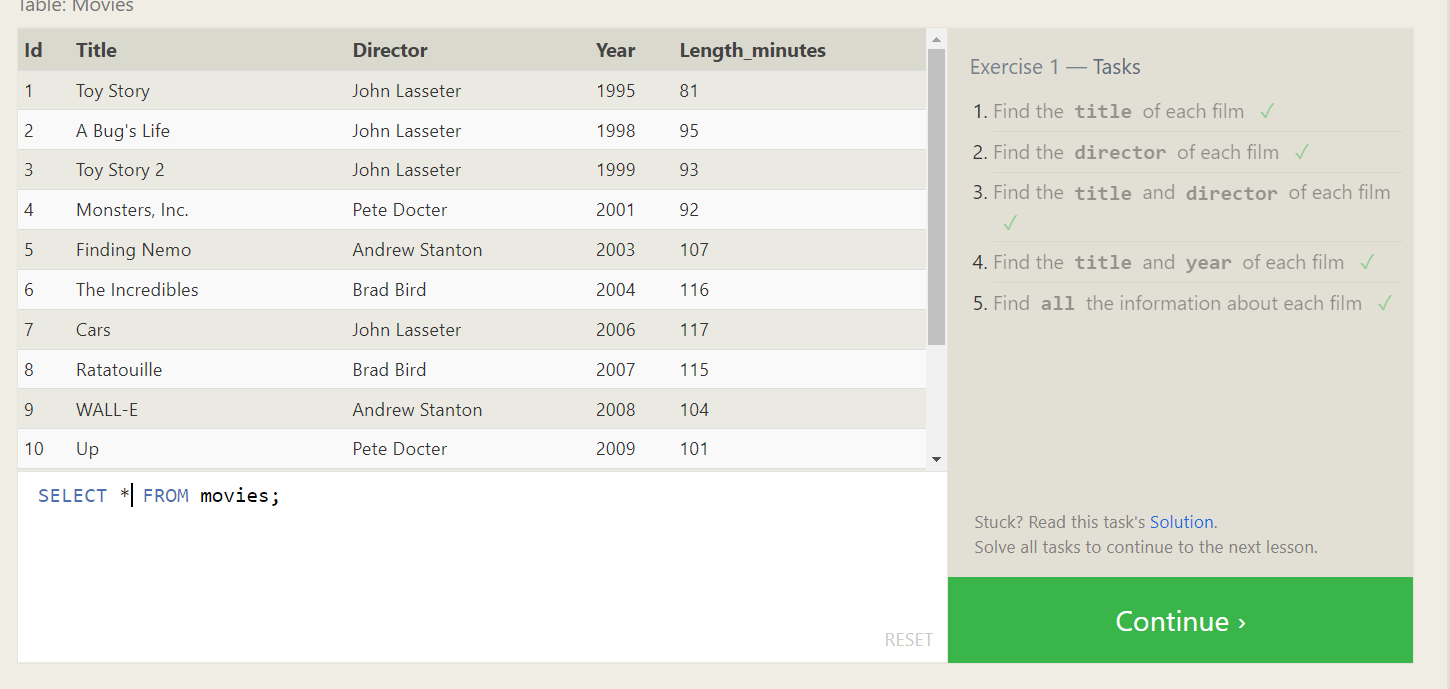 Table: Movies
Id Title Director Year Length_minutes
1 Toy Story John Lasseter 1995 81
2 A Bug's Life John Lasseter 1998 95
3 Toy Story 2 John Lasseter 1999 93
4 Monsters, Inc. Pete Docter 2001 92
5 Finding Nemo Andrew Stanton 2003 107
6 The Incredibles Brad Bird 2004 116
7 Cars John Lasseter 2006 117
8 Ratatouille Brad Bird 2007 115
9 WALL-E Andrew Stanton 2008 104
10 Up Pete Docter 2009 101
SELECT * FROM movies;
RESET
Exercise 1 — Tasks
1. Find the title of each film ✓
2. Find the director of each film ✓
3. Find the title and director of each film
✓
4. Find the title and year of each film ✓
5. Find all the information about each film ✓
Stuck? Read this task's Solution.
Solve all tasks to continue to the next lesson.
Continue ›